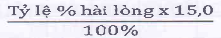 Tỷ lệ % hài lòng x 15,0
100%